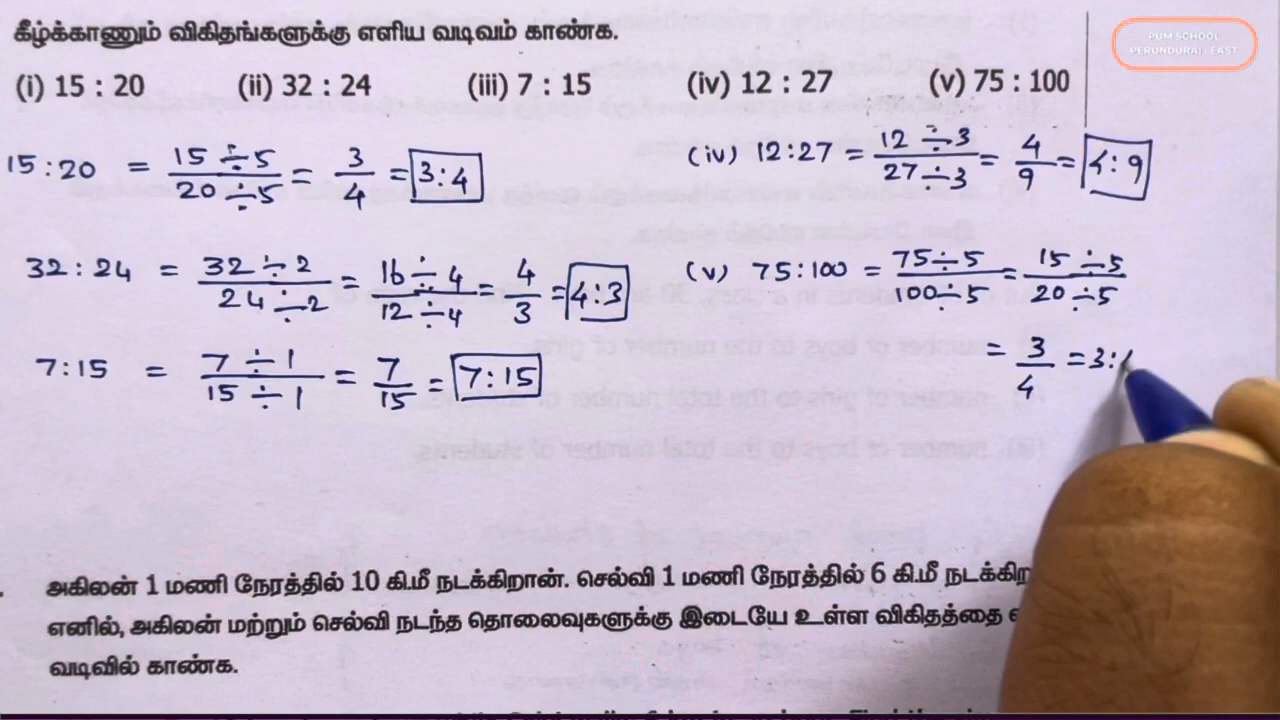 PUM SCHOOL
PERUNDURAI - EAST
கீழ்க்காணும் விகிதங்களுக்கு எளிய வடிவம் காண்க.
(i) 15 : 20 (ii) 32 : 24 (iii) 7 : 15 (iv) 12 : 27 (v) 75 : 100
15:20 = 15÷5/20÷5 = 3/4 = 3:4
32:24 = 32÷2/24÷2 = 16÷4/12÷4 = 4/3 = 4:3
7:15 = 7÷1/15÷1 = 7/15 = 7:15
(iv) 12:27 = 12÷3/27÷3 = 4/9 = 4:9
(v) 75:100 = 75÷5/100÷5 = 15÷5/20÷5
= 3/4 = 3:
அகிலன் 1 மணி நேரத்தில் 10 கி.மீ நடக்கிறான். செல்வி 1 மணி நேரத்தில் 6 கி.மீ
எனில், அகிலன் மற்றும் செல்வி நடந்த தொலைவுகளுக்கு இடையே உள்ள விகிதத்தை
வடிவில் காண்க.